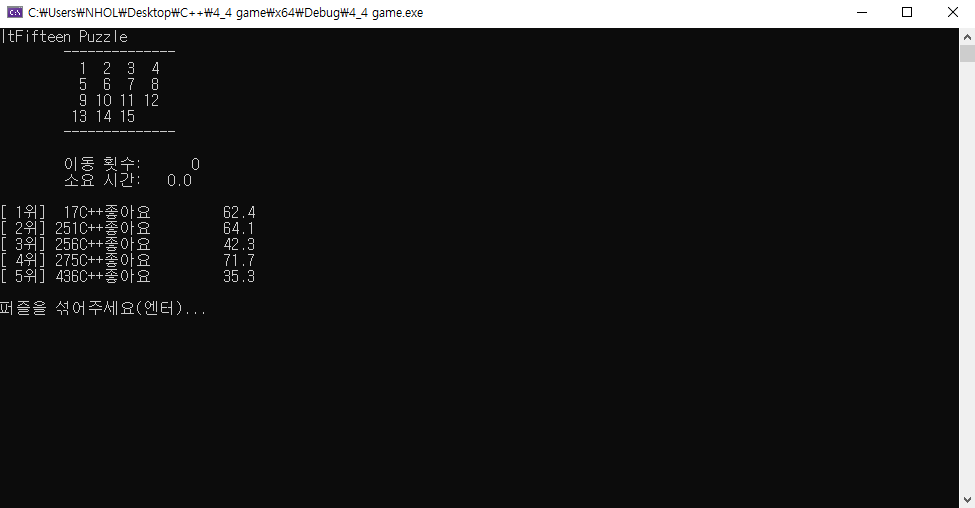 C:\Users\NHOL\Desktop\C++\4_4 game\x64\Debug\4_4 game.exe
|tFifteen Puzzle
--------------
1 2 3 4
5 6 7 8
9 10 11 12
13 14 15
--------------
이동 횟수: 0
소요 시간: 0.0
[ 1위] 17C++좋아요 62.4
[ 2위] 251C++좋아요 64.1
[ 3위] 256C++좋아요 42.3
[ 4위] 275C++좋아요 71.7
[ 5위] 436C++좋아요 35.3
퍼즐을 섞어주세요(엔터)...